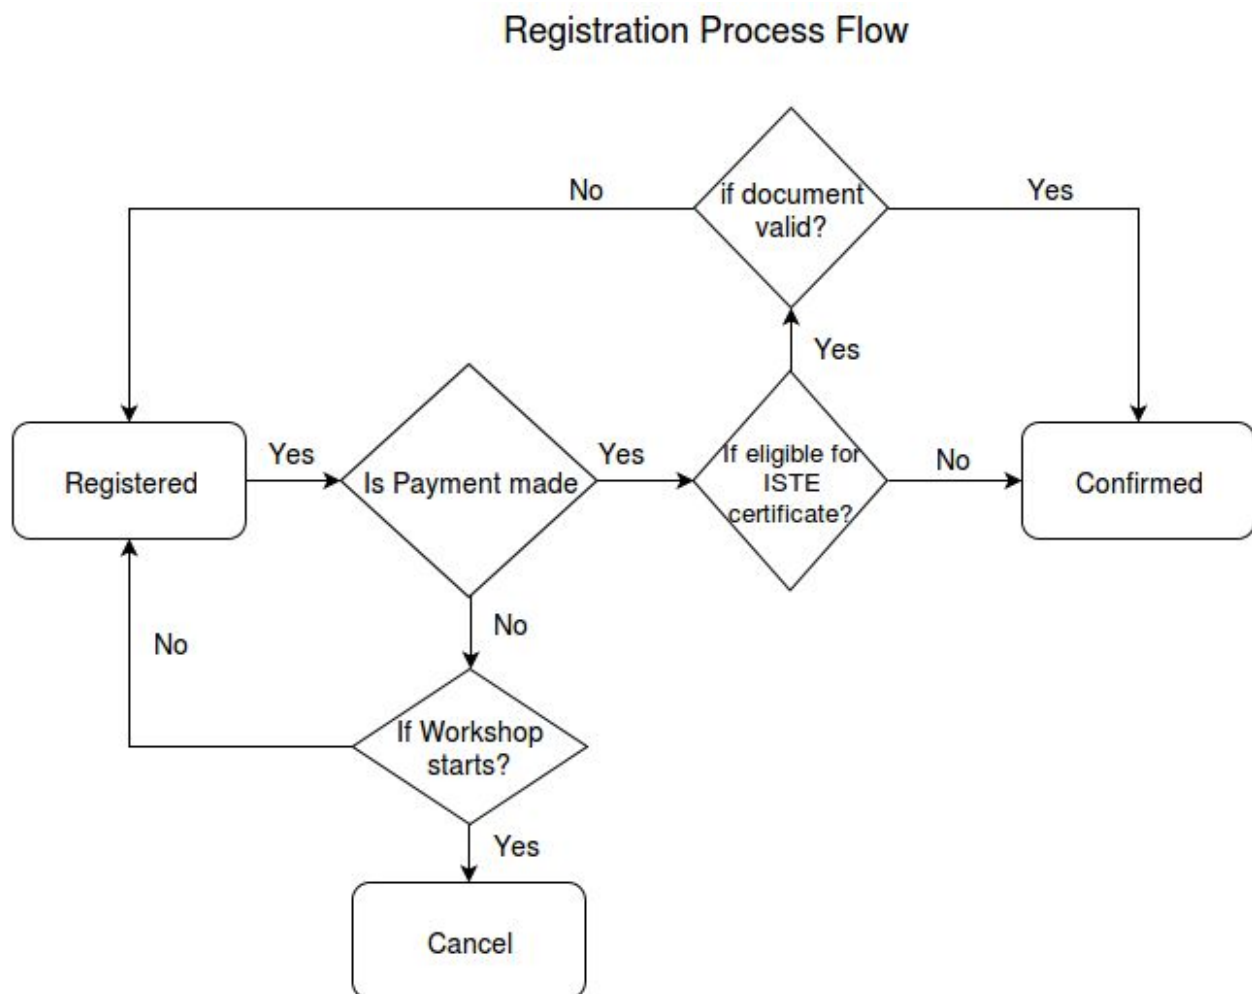 Registration Process Flow
No
if document
valid?
Yes
Yes
Registered
Yes
Is Payment made
Yes
If eligible for
ISTE
certificate?
No
Confirmed
No
No
If Workshop
starts?
Yes
Cancel